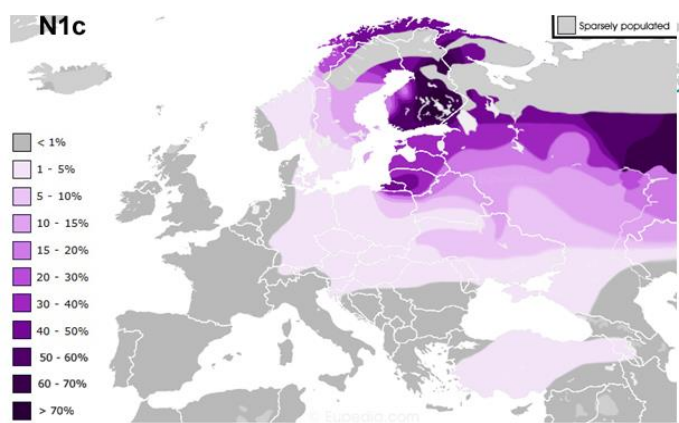 N1c
Sparsely populated
< 1%
1 - 5%
5 - 10%
10 - 15%
15 - 20%
20 - 30%
30 - 40%
40 - 50%
50 - 60%
60 - 70%
> 70%
© Eupedia.com